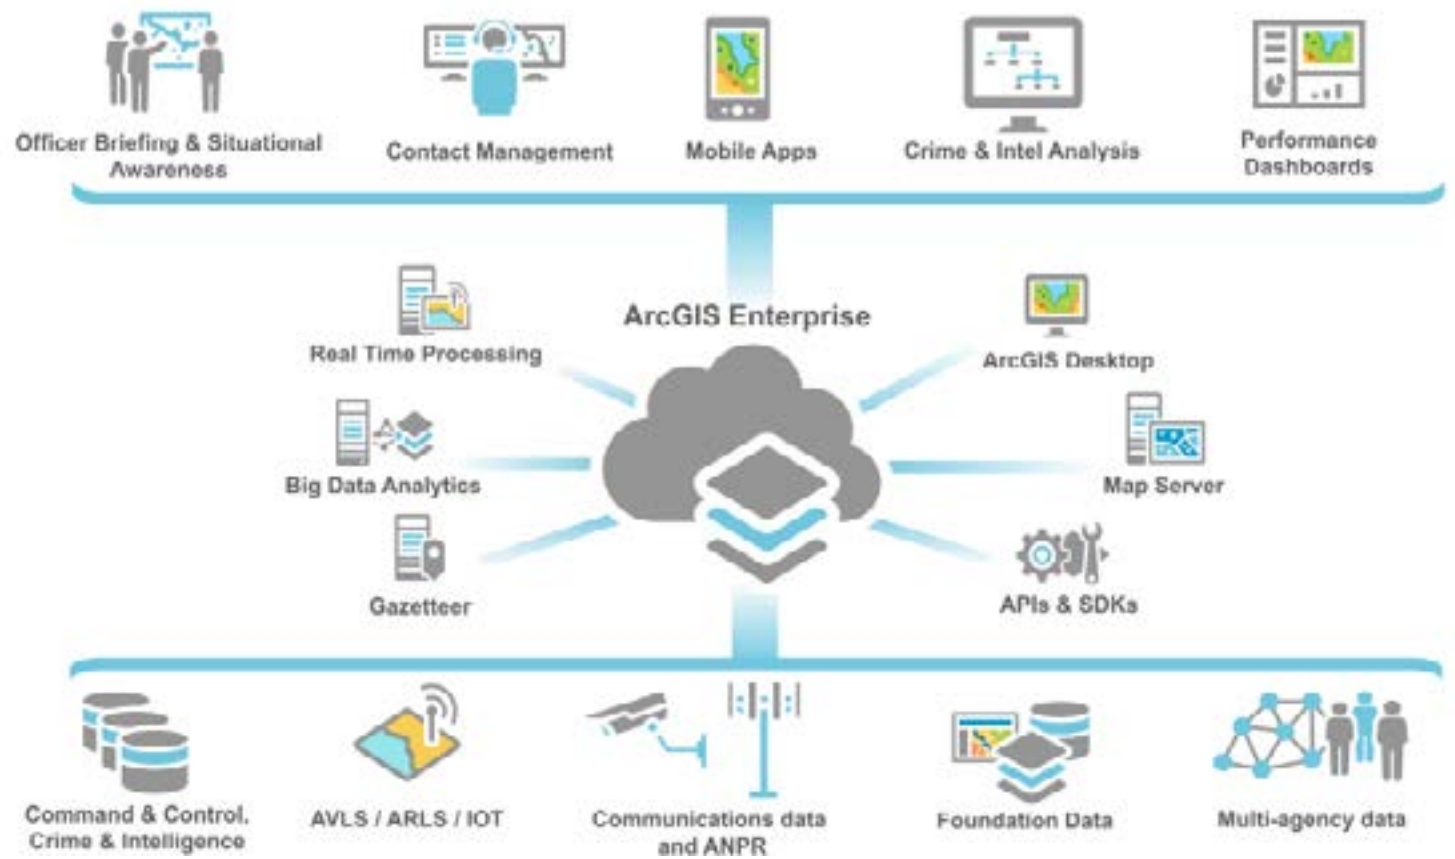 Officer Briefing & Situational
Awareness
Contact Management
Mobile Apps
Crime & Intel Analysis
Performance
Dashboards
ArcGIS Enterprise
Real Time Processing
ArcGIS Desktop
Big Data Analytics
Map Server
Gazetteer
APIs & SDKs
Command & Control,
Crime & Intelligence
AVLS / ARLS / IOT
Communications data
and ANPR
Foundation Data
Multi-agency data